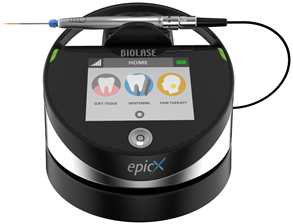 BIOLASE
HOME
SOFT TISSUE
WHITENING
PAIN THERAPY
epicX